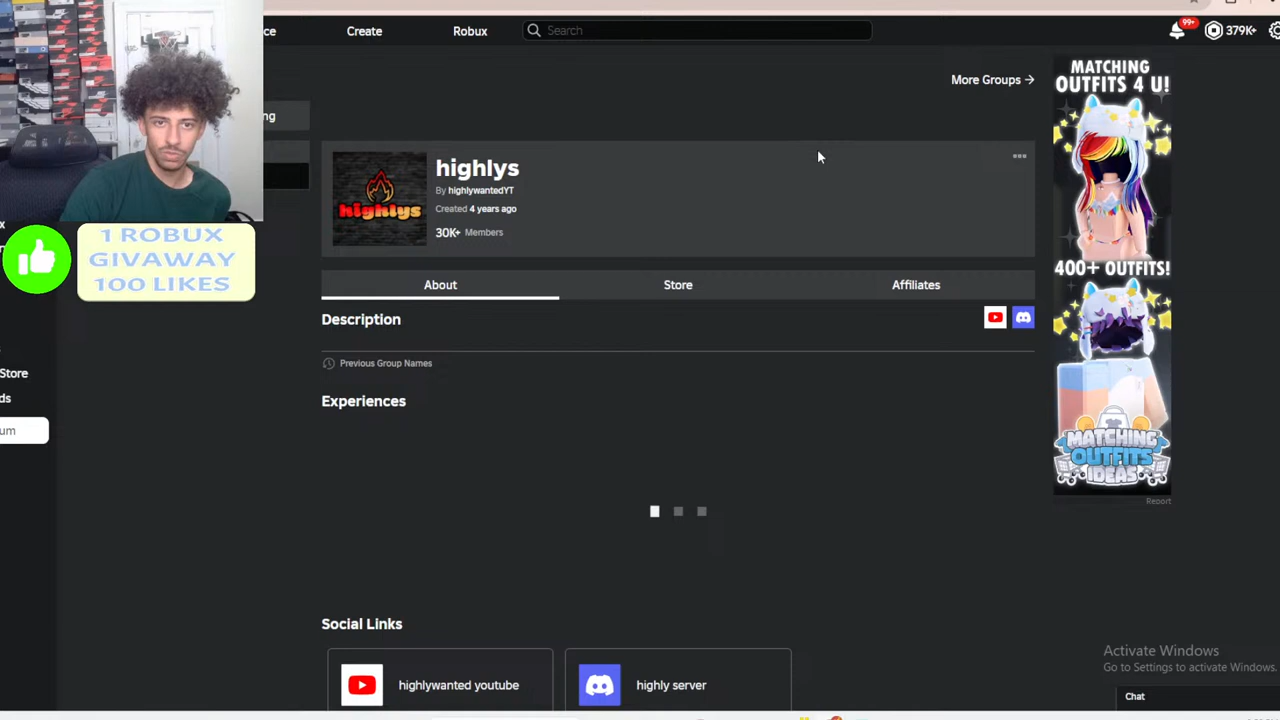 ce
Create
Robux
Search
99+
379K+
More Groups →
ng
highlys
highlys
By highlywantedYT
Created 4 years ago
30K+ Members
1 ROBUX
GIVAWAY
100 LIKES
About
Store
Affiliates
Description
Previous Group Names
Experiences
x
Store
ds
um
MATCHING
OUTFITS 4 U!
400+ OUTFITS!
MATCHING
OUTFITS
IDEAS
Report
Social Links
highlywanted youtube
highly server
Activate Windows
Go to Settings to activate Windows.
Chat